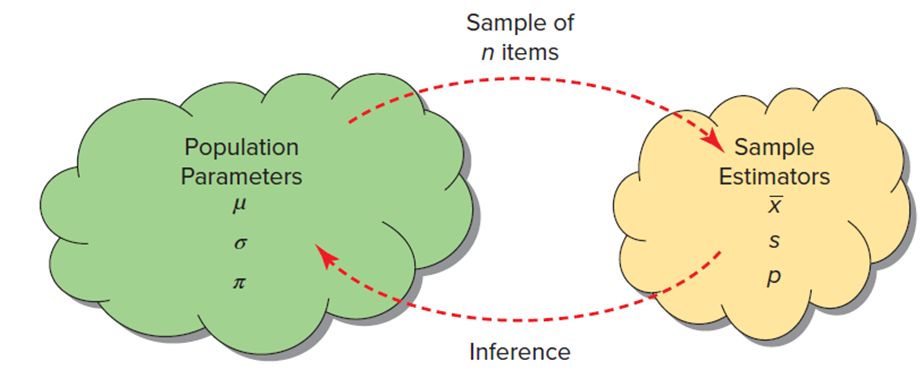 Sample of
n items
Population
Parameters
μ
σ
π
Sample
Estimators
x̅
s
p
Inference